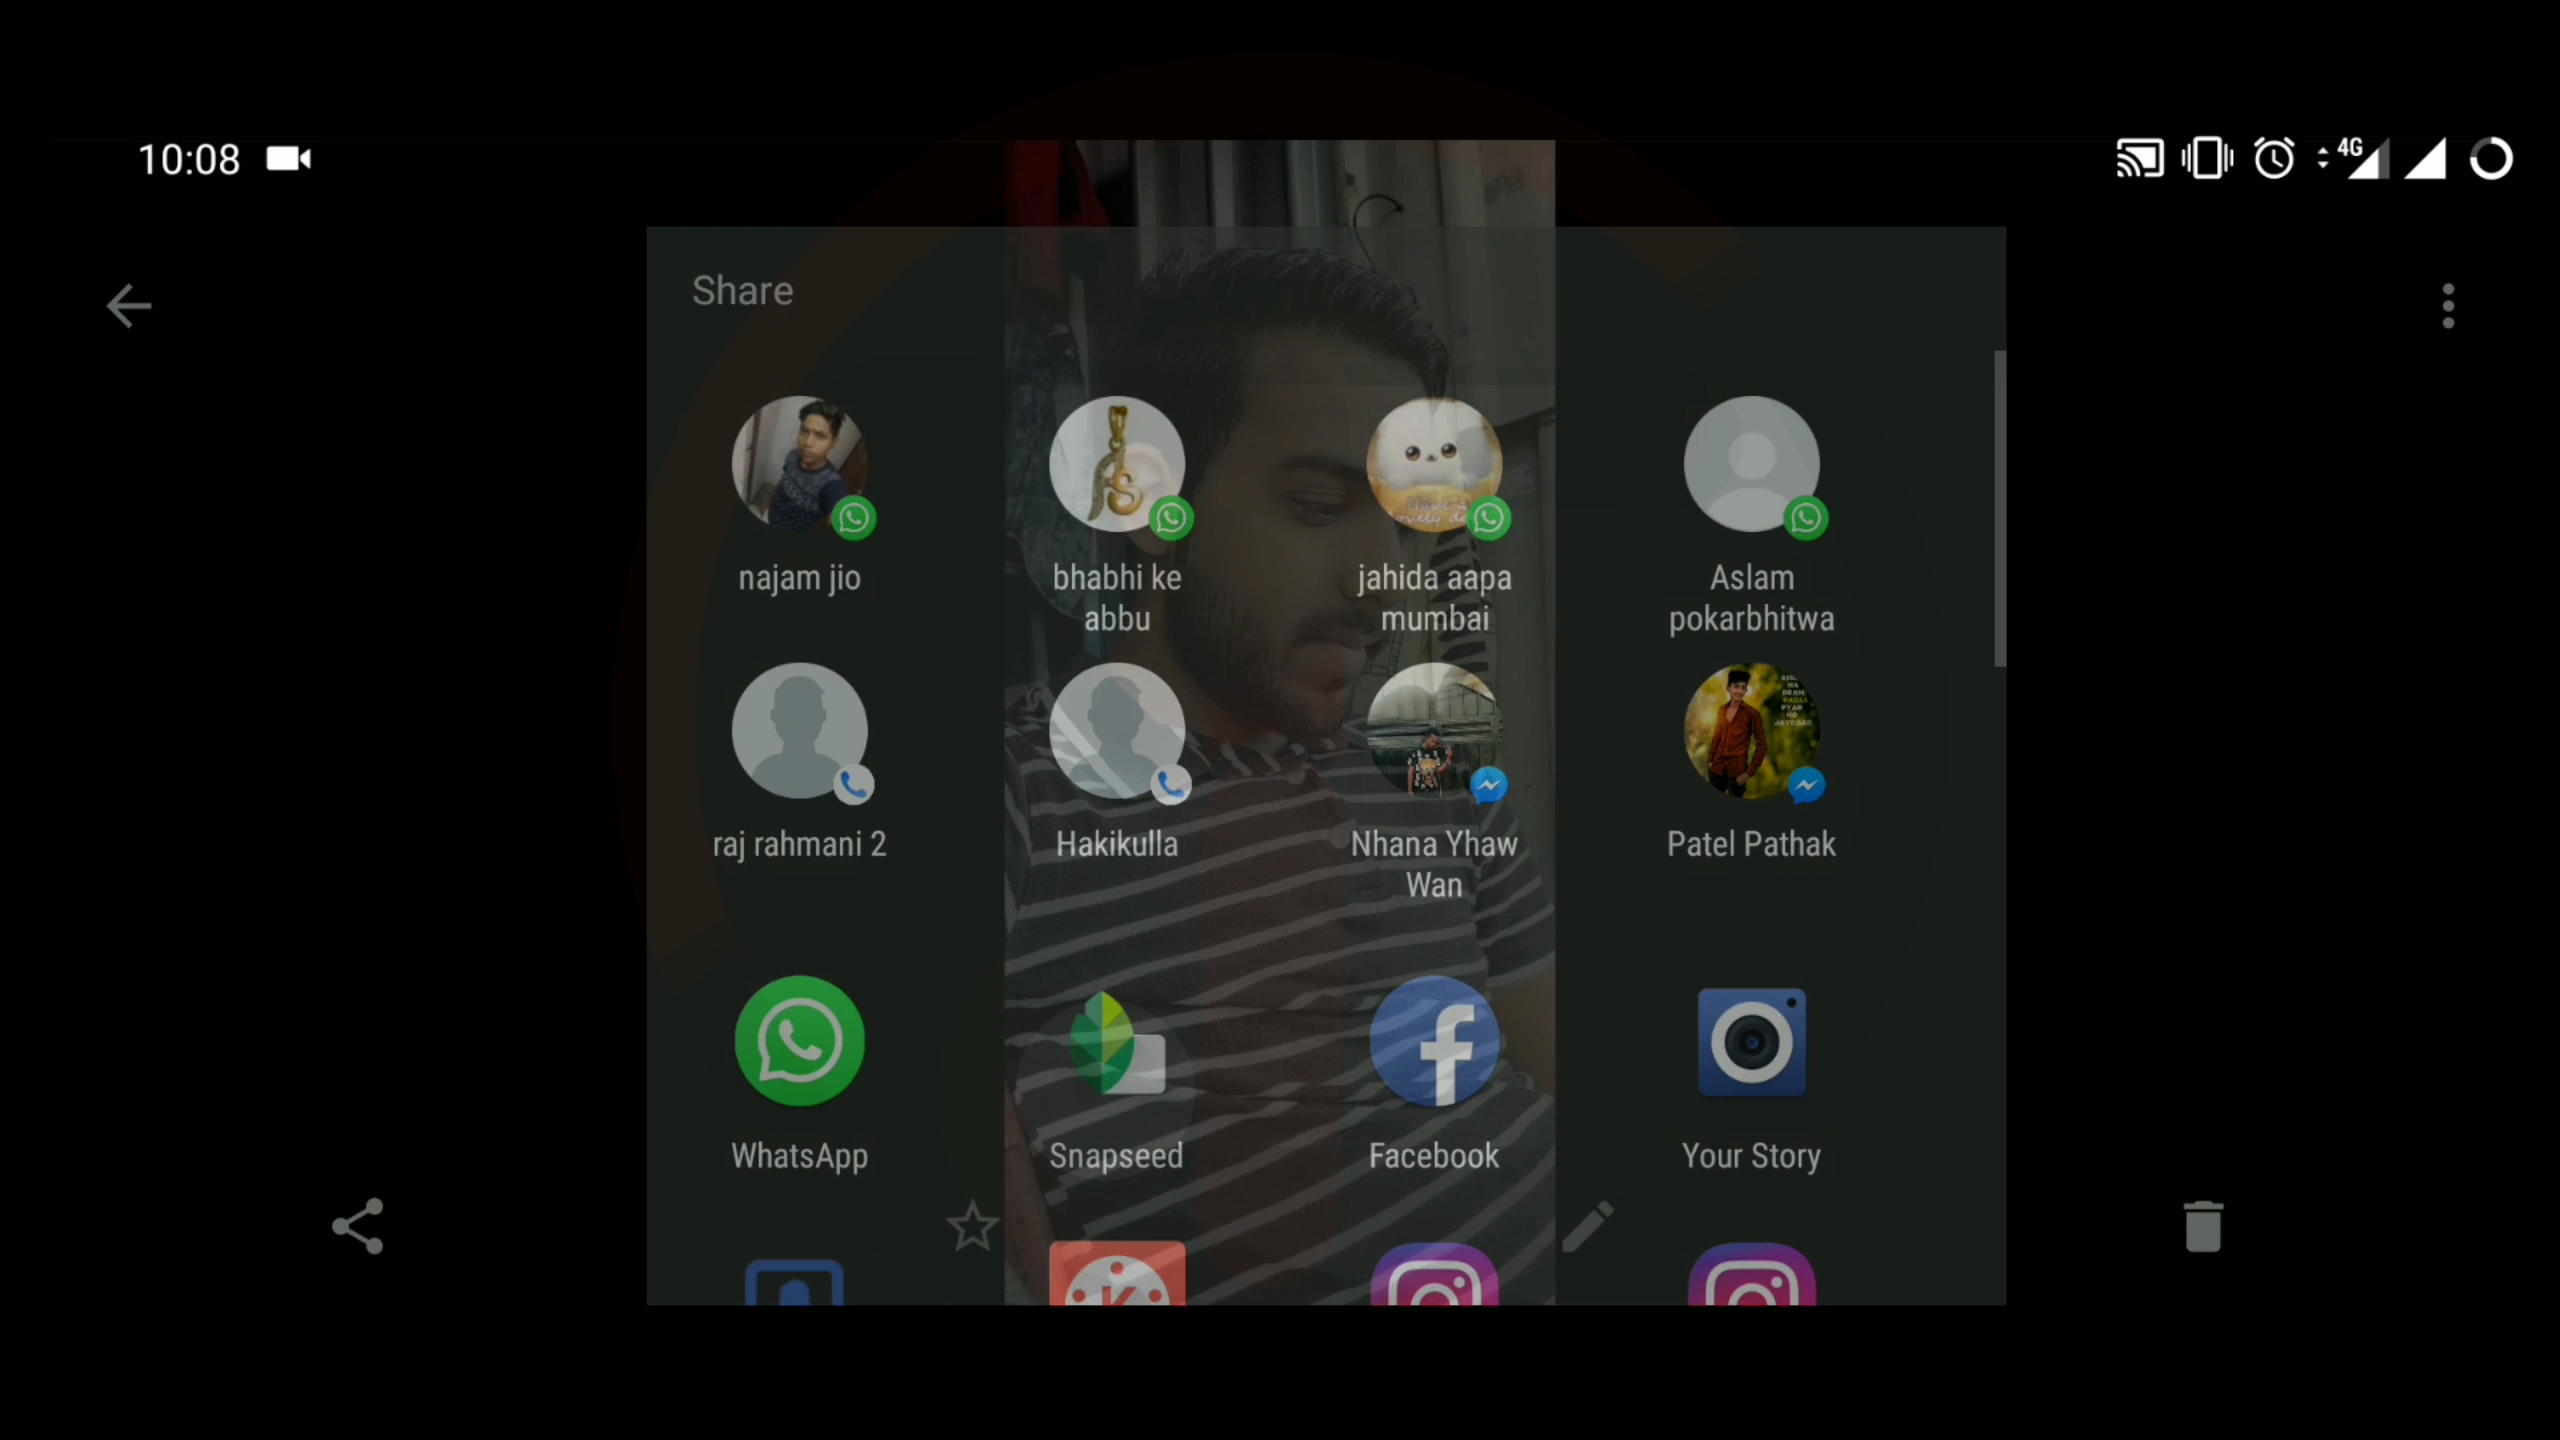 10:08
4G
Share
najam jio
bhabhi ke
abbu
jahida aapa
mumbai
Aslam
pokarbhitwa
raj rahmani 2
Hakikulla
Nhana Yhaw
Wan
Patel Pathak
WhatsApp
Snapseed
Facebook
Your Story